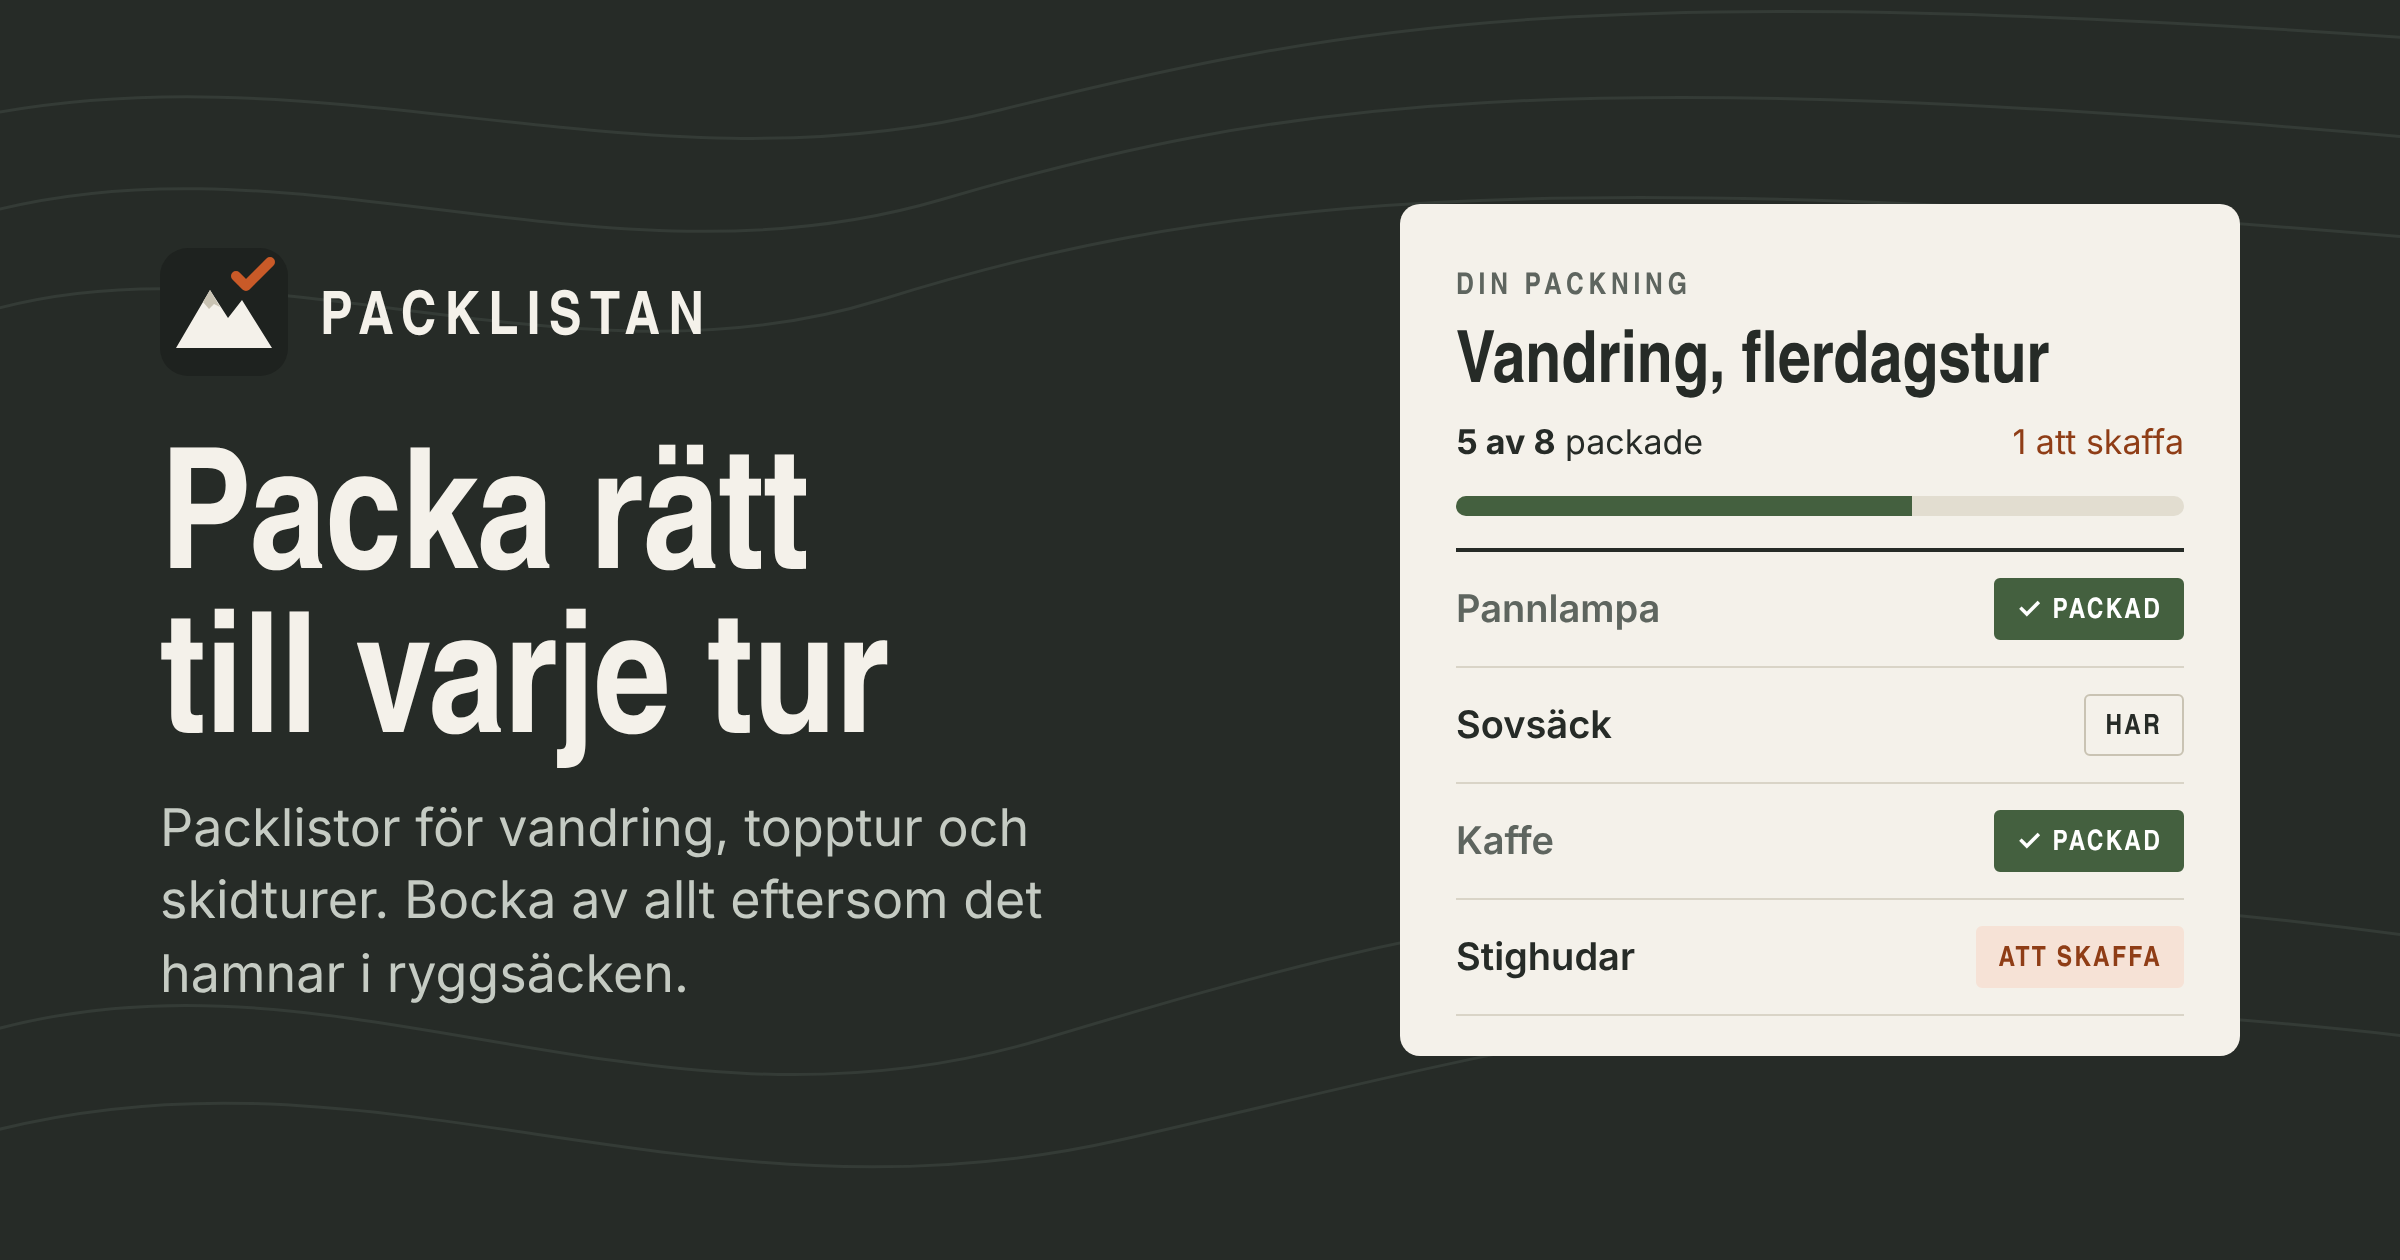 PACKLISTAN
Packa rätt
till varje tur
Packlistor för vandring, topptur och
skidturer. Bocka av allt eftersom det
hamnar i ryggsäcken.
DIN PACKNING
Vandring, flerdagstur
5 av 8 packade
1 att skaffa
Pannlampa
✓ PACKAD
Sovsäck
HAR
Kaffe
✓ PACKAD
Stighudar
ATT SKAFFA